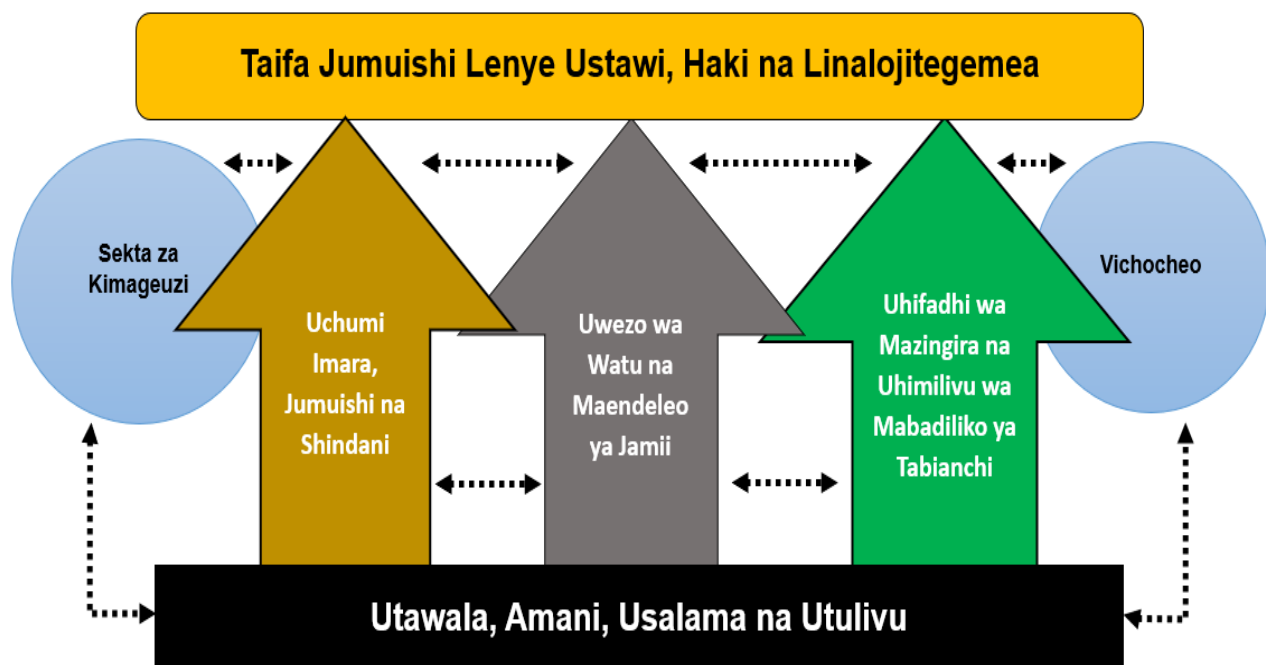 Taifa Jumuishi Lenye Ustawi, Haki na Linalojitegemea
Sekta za
Kimageuzi
Uchumi
Imara,
Jumuishi na
Shindani
Uwezo wa
Watu na
Maendeleo
ya Jamii
Uhifadhi wa
Mazingira na
Uhimilivu wa
Mabadiliko ya
Tabianchi
Vichocheo
Utawala, Amani, Usalama na Utulivu